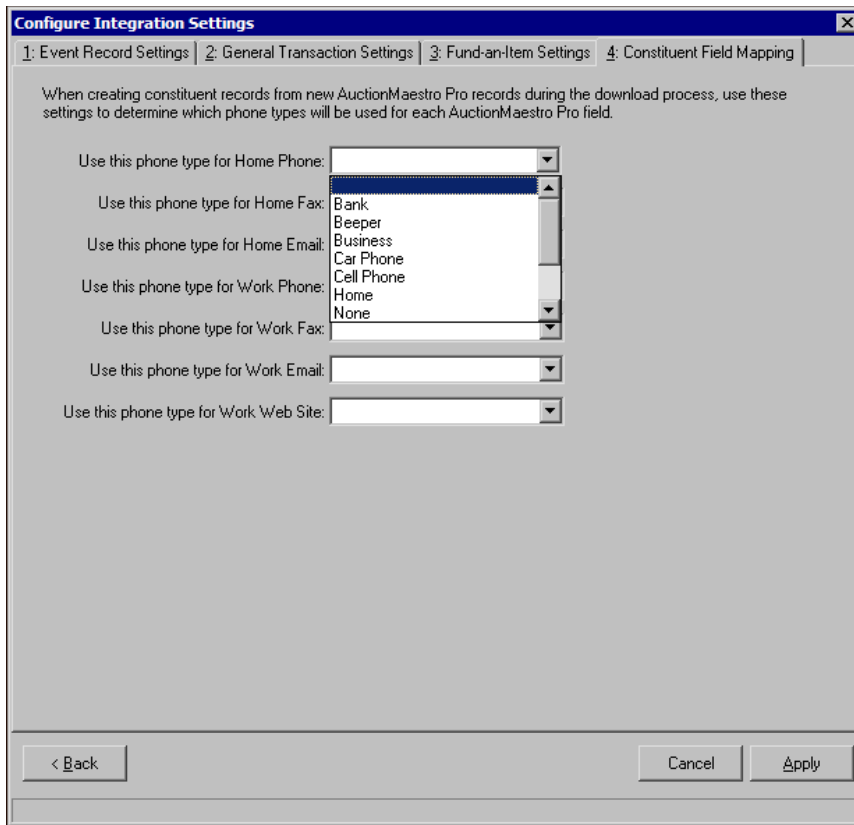 Configure Integration Settings
1: Event Record Settings 2: General Transaction Settings 3: Fund-an-Item Settings 4: Constituent Field Mapping
When creating constituent records from new AuctionMaestro Pro records during the download process, use these
settings to determine which phone types will be used for each AuctionMaestro Pro field.
Use this phone type for Home Phone:
Use this phone type for Home Fax:
Bank
Beeper
Use this phone type for Home Email:
Business
Car Phone
Use this phone type for Work Phone:
Cell Phone
Home
None
Use this phone type for Work Fax:
Use this phone type for Work Email:
Use this phone type for Work Web Site:
< Back Cancel Apply